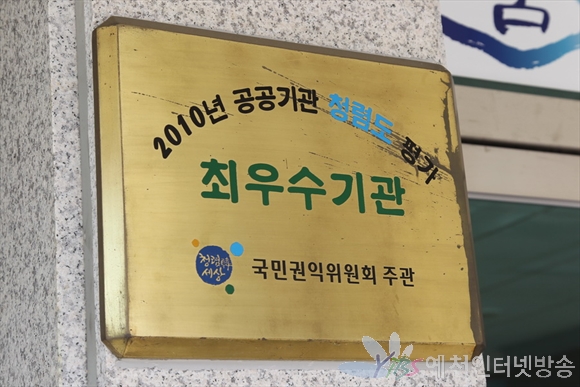 2010년 공공기관 청렴도 평가
최우수기관
청렴韓
세상
국민권익위원회 주관
YIBS 예천인터넷방송